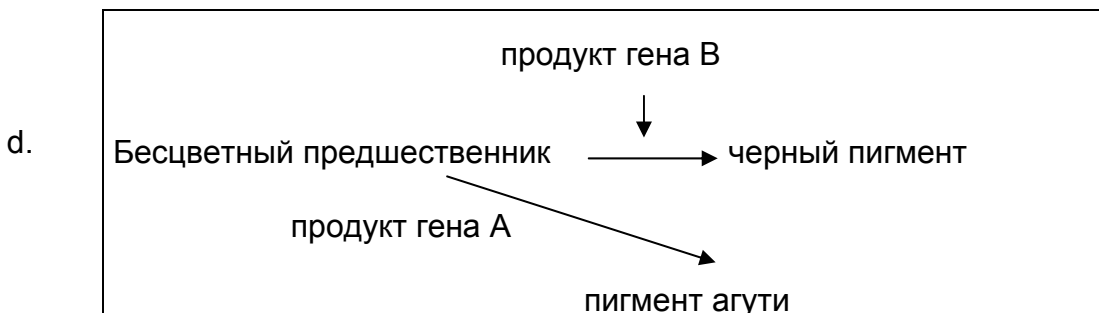 продукт гена B
d.
Бесцветный предшественник черный пигмент
продукт гена A
пигмент агути